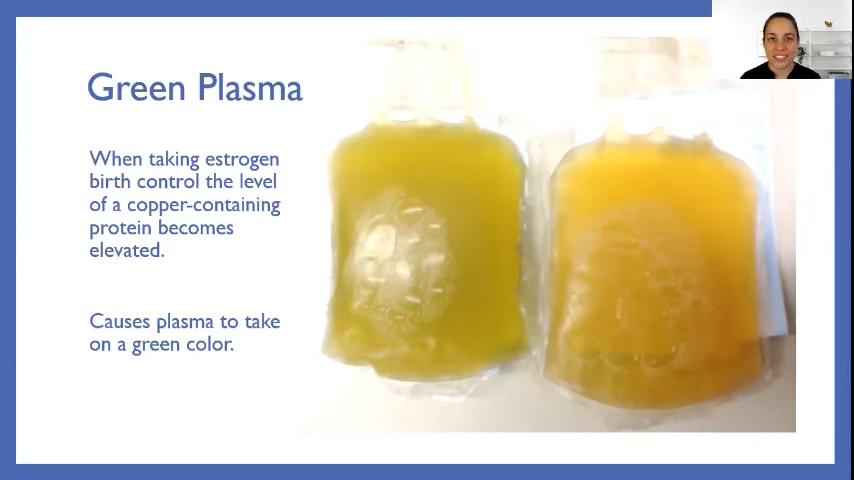 Green Plasma
When taking estrogen
birth control the level
of a copper-containing
protein becomes
elevated.
Causes plasma to take
on a green color.